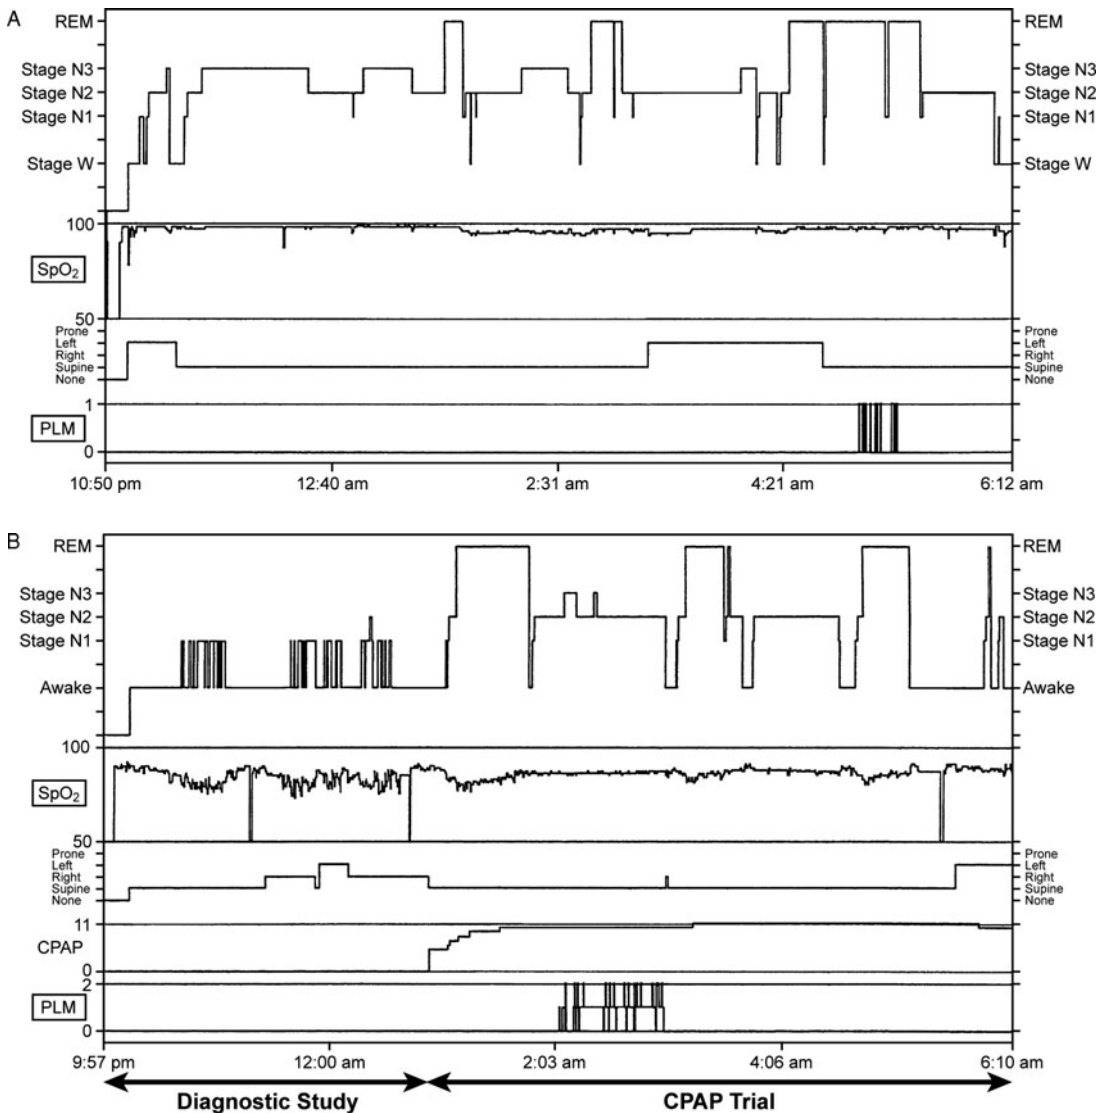 A
REM REM
Stage N3 Stage N3
Stage N2 Stage N2
Stage N1 Stage N1
Stage W Stage W
100
SpO2
50
Prone Prone
Left Left
Right Right
Supine Supine
None None
1
PLM
0
10:50 pm 12:40 am 2:31 am 4:21 am 6:12 am
B
REM REM
Stage N3 Stage N3
Stage N2 Stage N2
Stage N1 Stage N1
Awake Awake
100
SpO2
50
Prone Prone
Left Left
Right Right
Supine Supine
None None
11
CPAP
0
2
PLM
0
9:57 pm 12:00 am 2:03 am 4:06 am 6:10 am
Diagnostic Study CPAP Trial